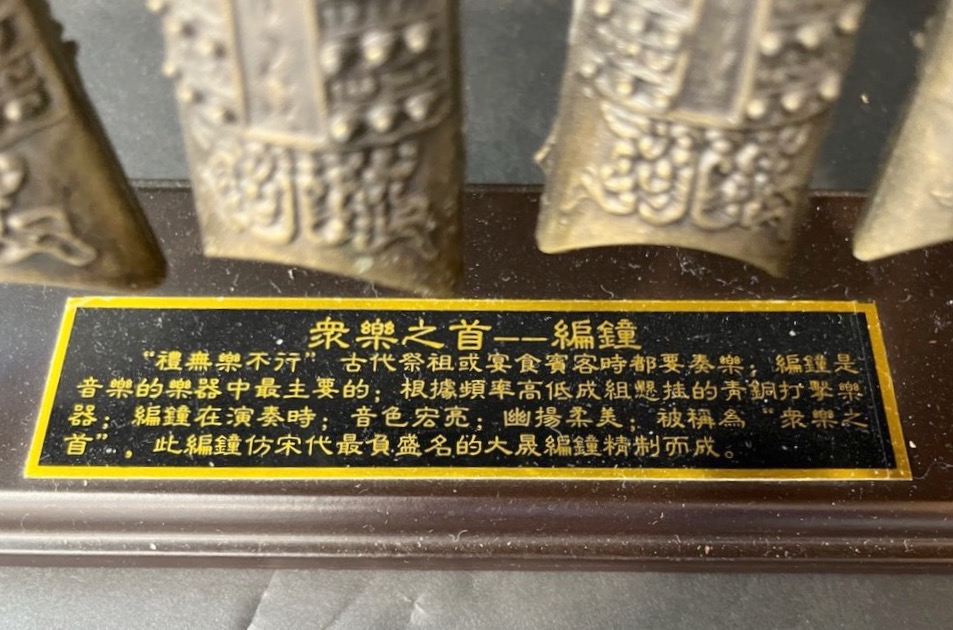 衆樂之首——編鐘
“禮無樂不行” 古代祭祖或宴食賓客時都要奏樂；編鐘是
音樂的樂器中最主要的；根據頻率高低成組懸挂的青銅打擊樂
器；編鐘在演奏時；音色宏亮；幽揚柔美；被稱為“衆樂之
首”，此編鐘仿宋代最負盛名的大晟編鐘精制而成。